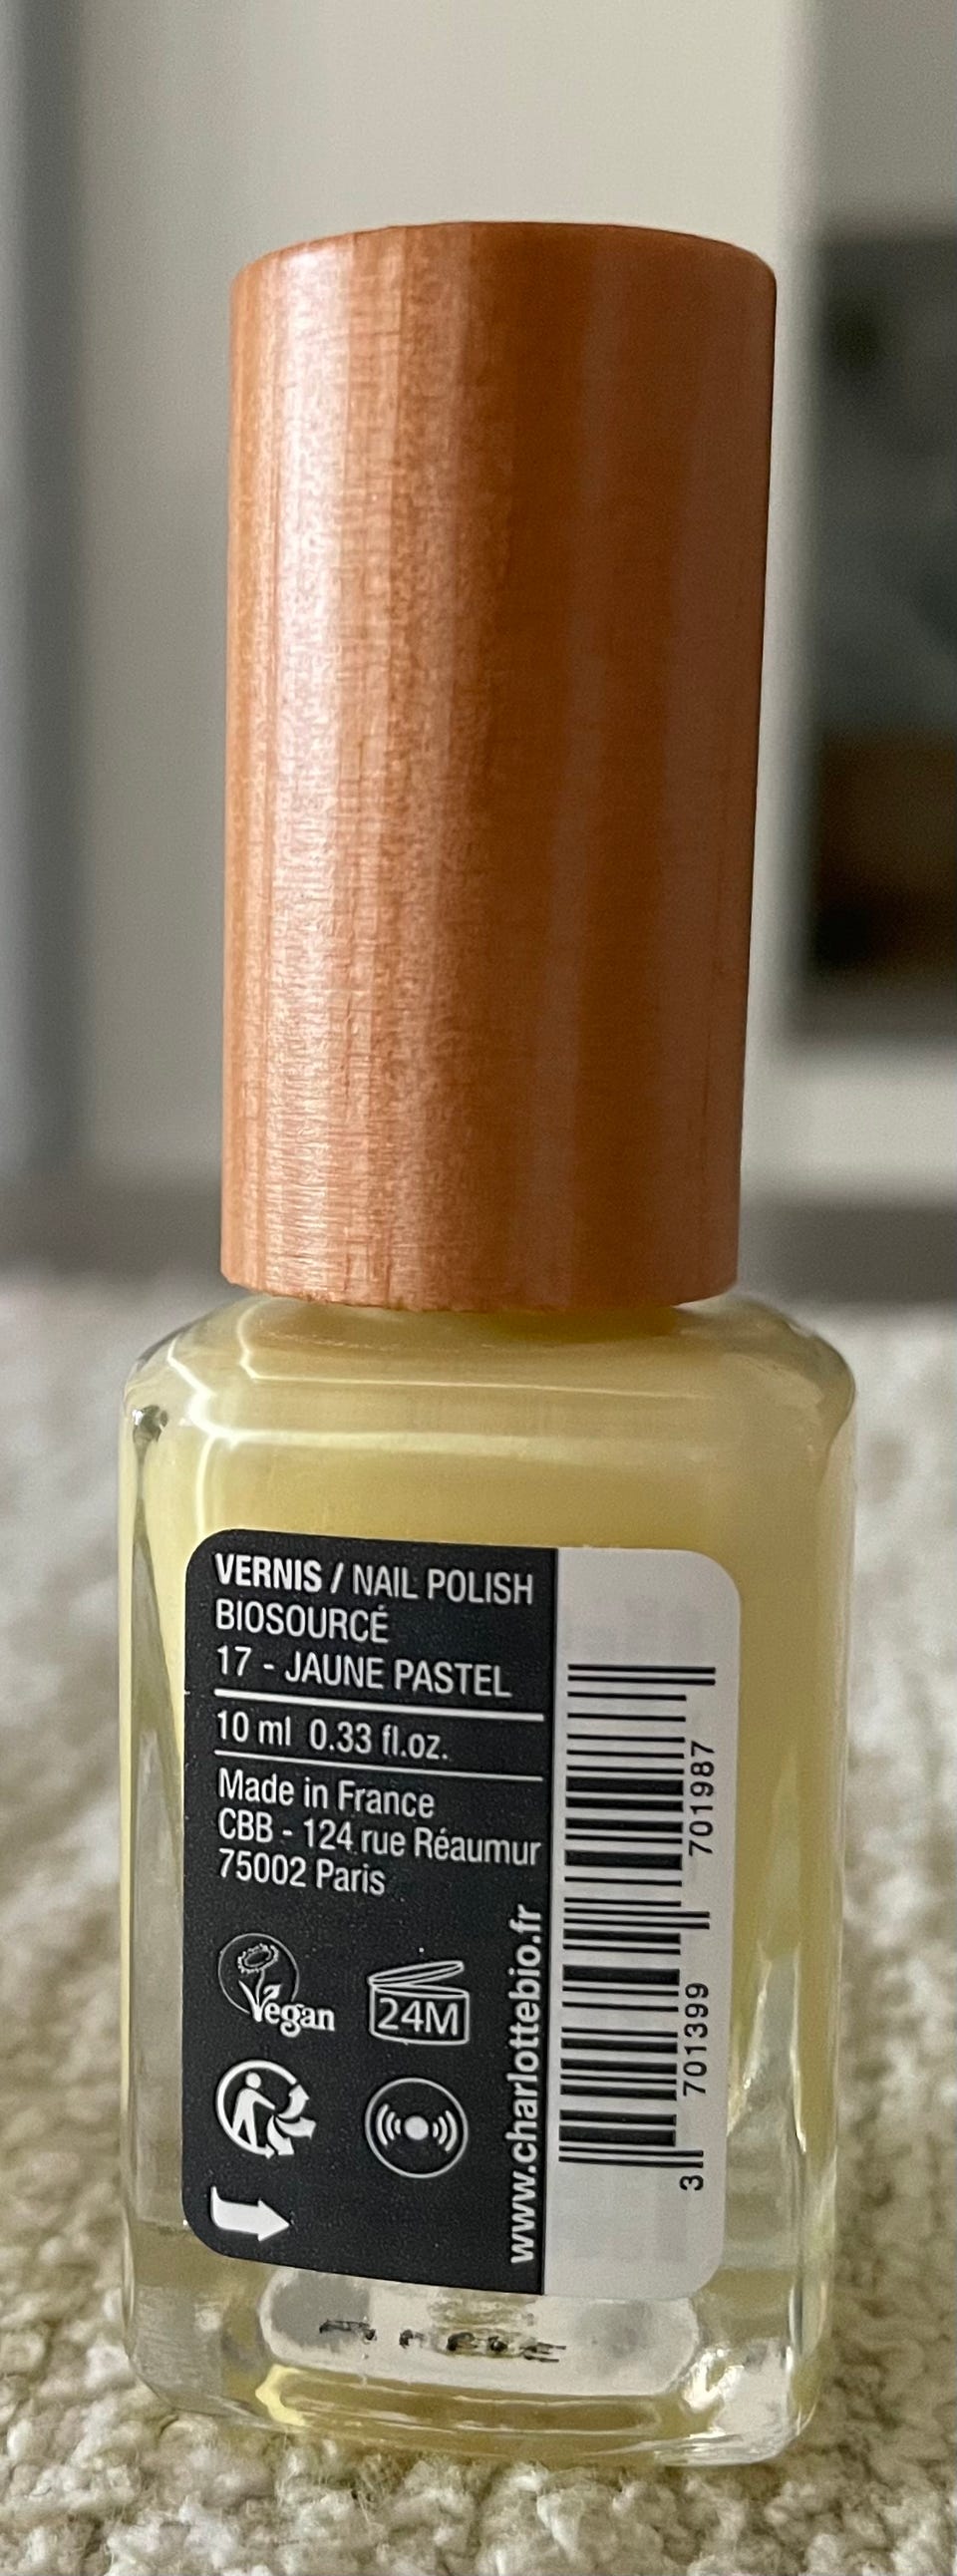 VERNIS / NAIL POLISH
BIOSOURCÉ
17 - JAUNE PASTEL
10 ml 0.33 fl.oz.
Made in France
CBB - 124 rue Réaumur
75002 Paris
Vegan
24M
www.charlottebio.fr
3 701399 701987